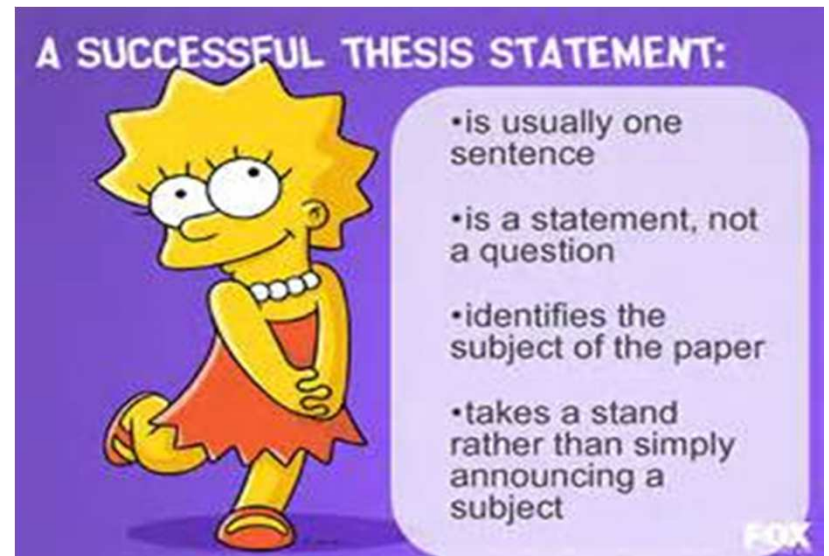 A SUCCESSFUL THESIS STATEMENT:
•is usually one
sentence
•is a statement, not
a question
•identifies the
subject of the paper
•takes a stand
rather than simply
announcing a
subject
FOX